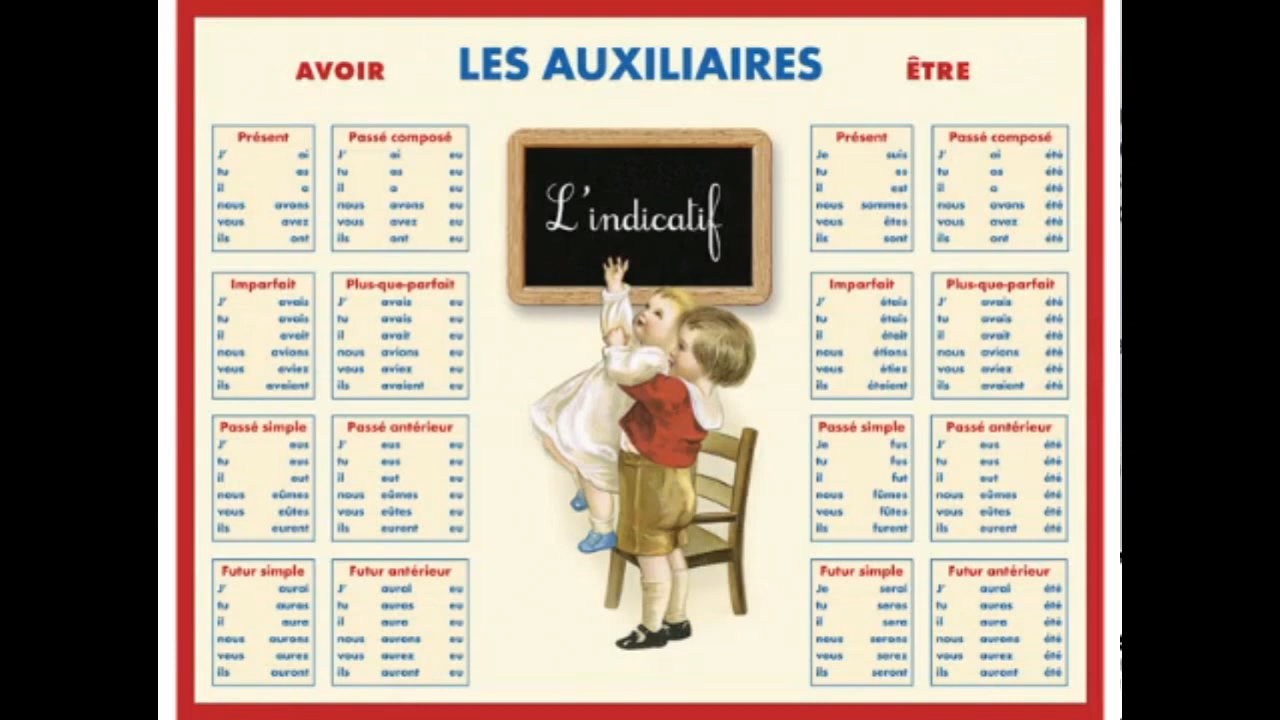 AVOIR LES AUXILIAIRES ÊTRE
L'indicatif
Présent
J' ai
tu as
il a
nous avons
vous avez
ils ont
Passé composé
J' ai eu
tu as eu
il a eu
nous avons eu
vous avez eu
ils ont eu
Imparfait
J' avais
tu avais
il avait
nous avions
vous aviez
ils avaient
Plus-que-parfait
J' avais eu
tu avais eu
il avait eu
nous avions eu
vous aviez eu
ils avaient eu
Passé simple
J' eus
tu eus
il eut
nous eûmes
vous eûtes
ils eurent
Passé antérieur
J' eus eu
tu eus eu
il eut eu
nous eûmes eu
vous eûtes eu
ils eurent eu
Futur simple
J' aurai
tu auras
il aura
nous aurons
vous aurez
ils auront
Futur antérieur
J' aurai eu
tu auras eu
il aura eu
nous aurons eu
vous aurez eu
ils auront eu
Présent
Je suis
tu es
il est
nous sommes
vous êtes
ils sont
Passé composé
J' ai été
tu as été
il a été
nous avons été
vous avez été
ils ont été
Imparfait
J' étais
tu étais
il était
nous étions
vous étiez
ils étaient
Plus-que-parfait
J' avais été
tu avais été
il avait été
nous avions été
vous aviez été
ils avaient été
Passé simple
Je fus
tu fus
il fut
nous fûmes
vous fûtes
ils furent
Passé antérieur
J' eus été
tu eus été
il eut été
nous eûmes été
vous eûtes été
ils eurent été
Futur simple
Je serai
tu seras
il sera
nous serons
vous serez
ils seront
Futur antérieur
J' aurai été
tu auras été
il aura été
nous aurons été
vous aurez été
ils auront été